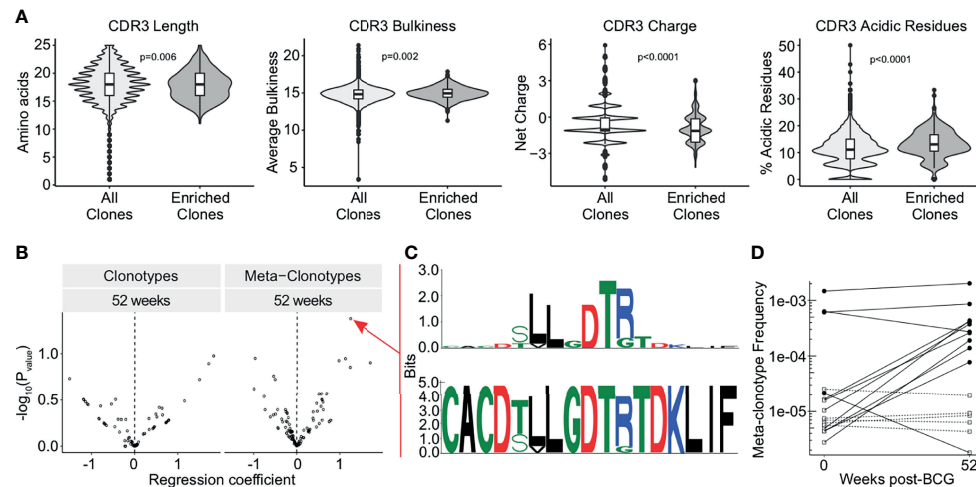 A
CDR3 Length
CDR3 Bulkiness
CDR3 Charge
CDR3 Acidic Residues
Amino acids
25
20
15
10
5
0
p=0.006
All Clones
Enriched Clones
Average Bulkiness
20
15
10
5
p=0.002
All Clones
Enriched Clones
Net Charge
6
3
0
−3
p<0.0001
All Clones
Enriched Clones
% Acidic Residues
50
40
30
20
10
0
p<0.0001
All Clones
Enriched Clones
B
Clonotypes
Meta−Clonotypes
52 weeks
52 weeks
-log10(Pvalue)
1.0
0.5
0.0
-1
0
1
-1
0
1
Regression coefficient
C
Bits
3.0
2.0
1.0
0.0
5.0
4.0
3.0
2.0
1.0
0.0
CACDTLLGDTRTDKLIF
D
Meta-clonotype Frequency
1e-03
1e-04
1e-05
0
52
Weeks post-BCG